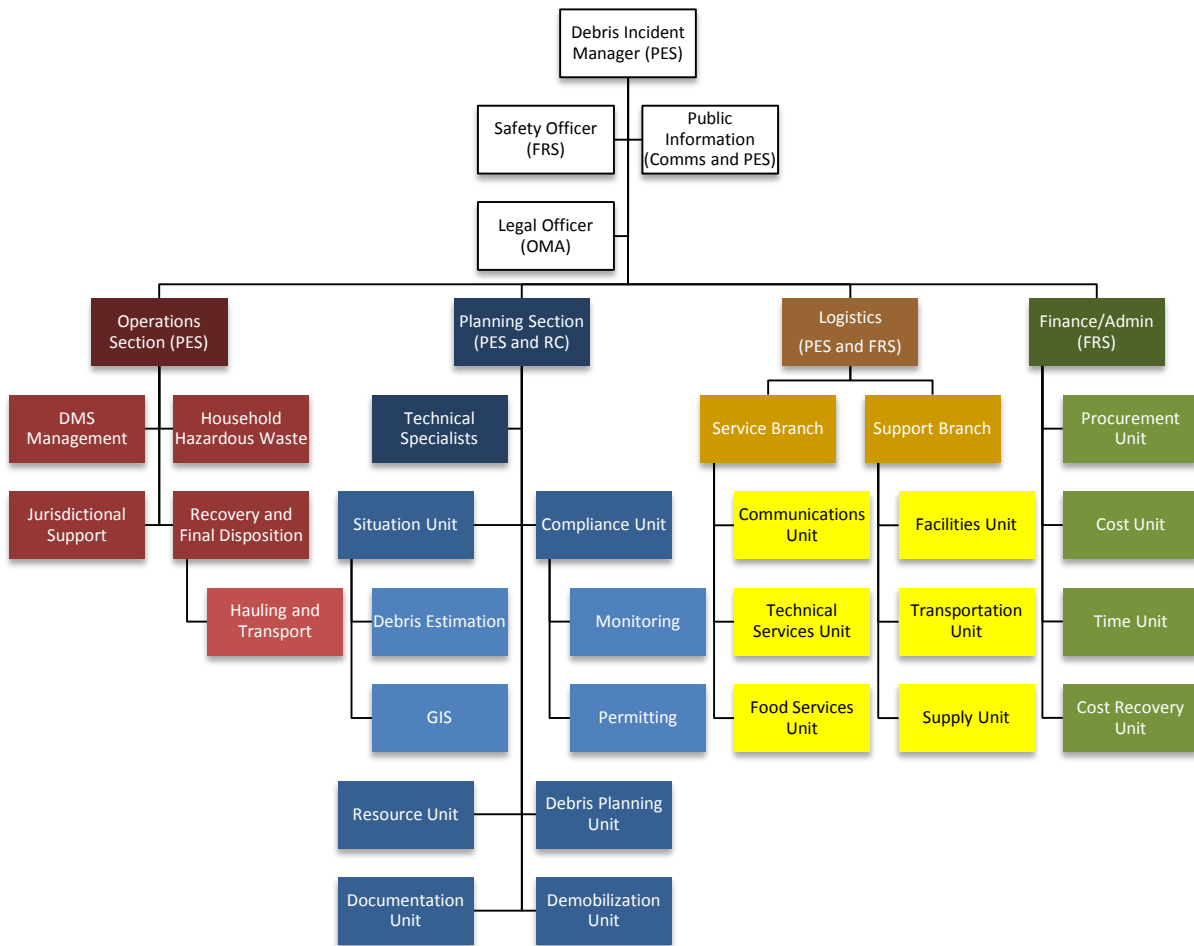 Debris Incident
Manager (PES)
Safety Officer
(FRS)
Public
Information
(Comms and PES)
Legal Officer
(OMA)
Operations
Section (PES)
Planning Section
(PES and RC)
Logistics
(PES and FRS)
Finance/Admin
(FRS)
DMS
Management
Household
Hazardous Waste
Technical
Specialists
Service Branch
Support Branch
Procurement
Unit
Jurisdictional
Support
Recovery and
Final Disposition
Situation Unit
Compliance Unit
Communications
Unit
Facilities Unit
Cost Unit
Hauling and
Transport
Debris Estimation
Monitoring
Technical
Services Unit
Transportation
Unit
Time Unit
GIS
Permitting
Food Services
Unit
Supply Unit
Cost Recovery
Unit
Resource Unit
Debris Planning
Unit
Documentation
Unit
Demobilization
Unit